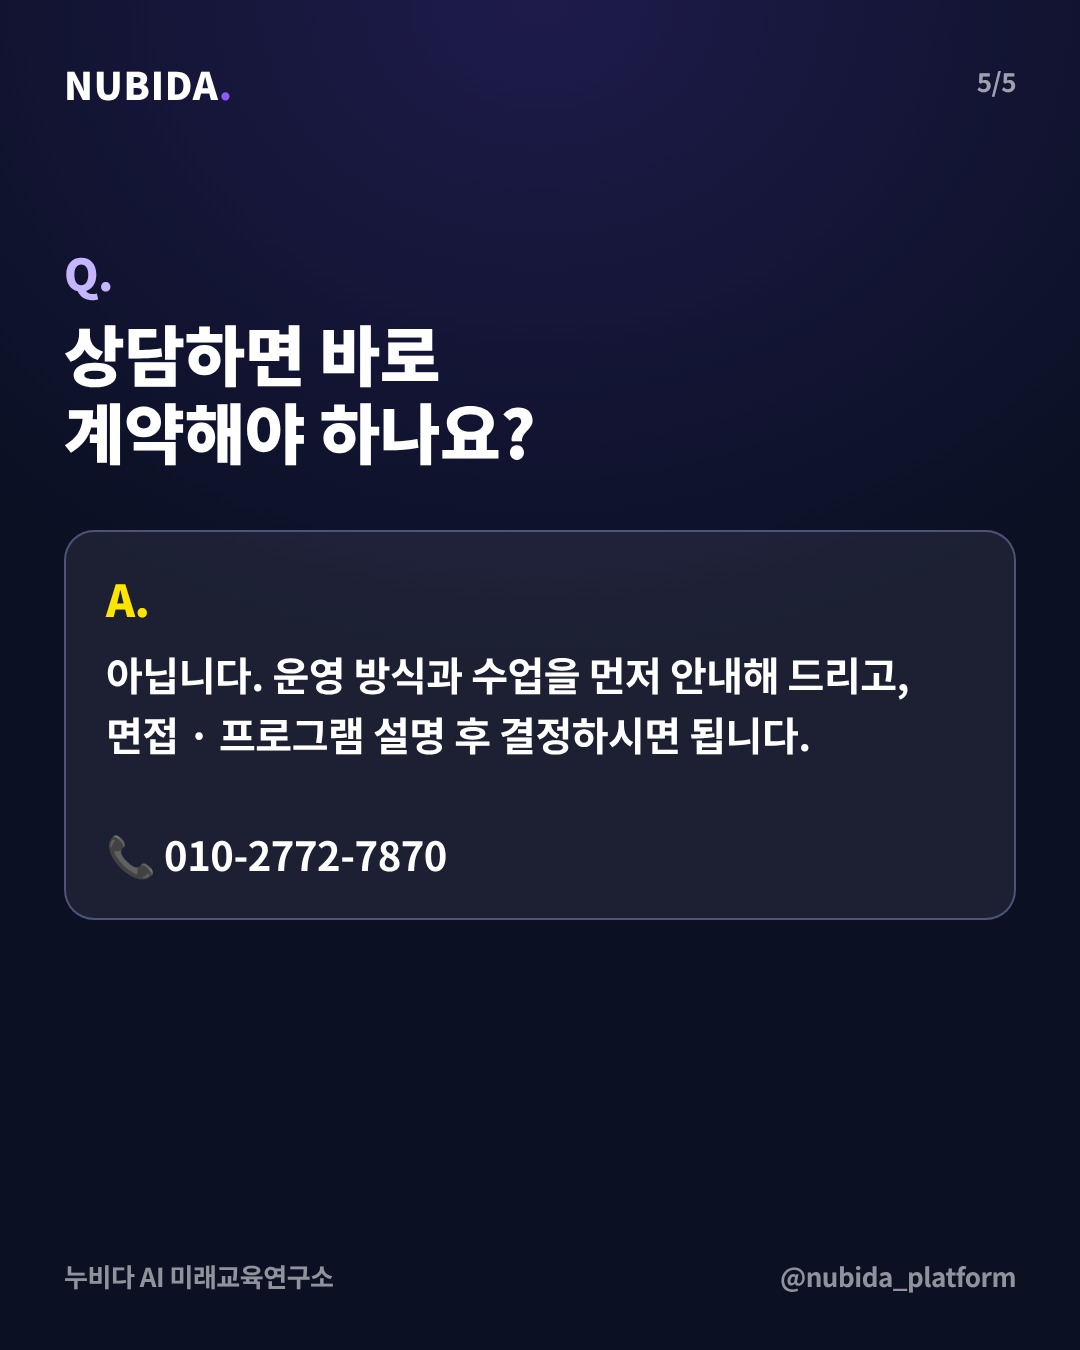 NUBIDA.
5/5
Q.
상담하면 바로
계약해야 하나요?
A.
아닙니다. 운영 방식과 수업을 먼저 안내해 드리고,
면접 · 프로그램 설명 후 결정하시면 됩니다.
📞 010-2772-7870
누비다 AI 미래교육연구소
@nubida_platform